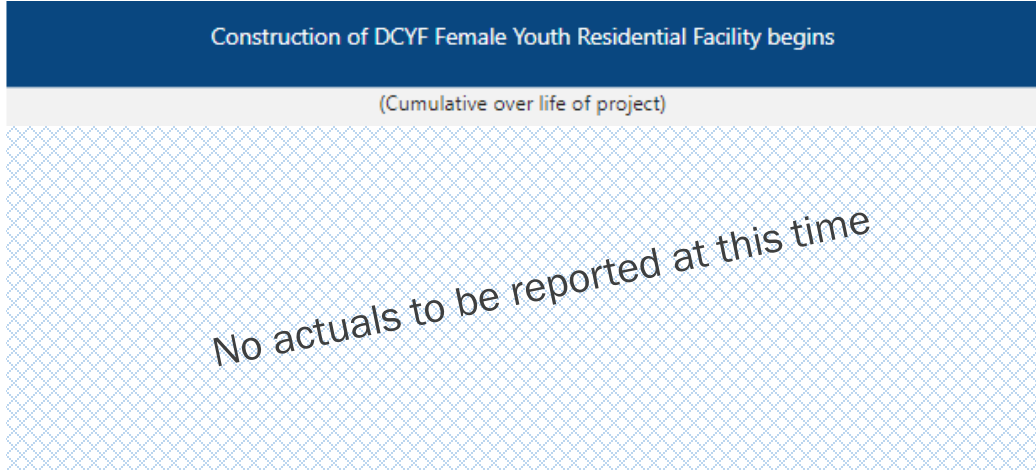 Construction of DCYF Female Youth Residential Facility begins
(Cumulative over life of project)
No actuals to be reported at this time